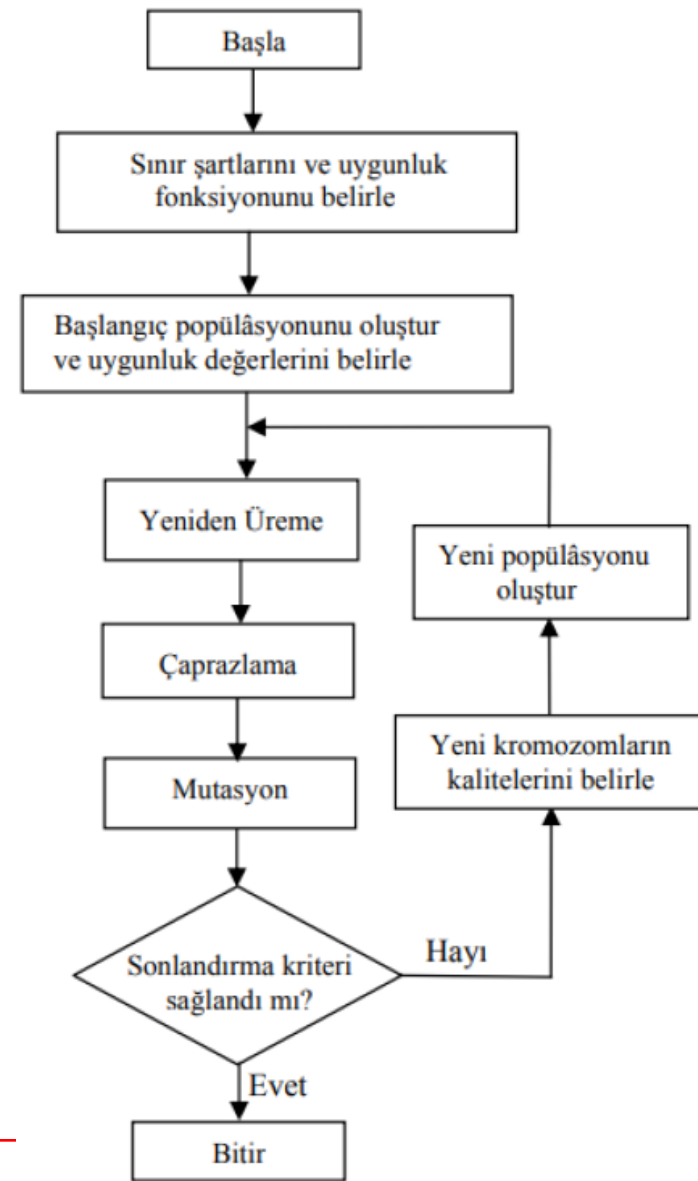 Başla
Sınır şartlarını ve uygunluk
fonksiyonunu belirle
Başlangıç popülâsyonunu oluştur
ve uygunluk değerlerini belirle
Yeniden Üreme
Çaprazlama
Mutasyon
Sonlandırma kriteri
sağlandı mı?
Hayı
Yeni kromozomların
kalitelerini belirle
Yeni popülâsyonu
oluştur
Evet
Bitir